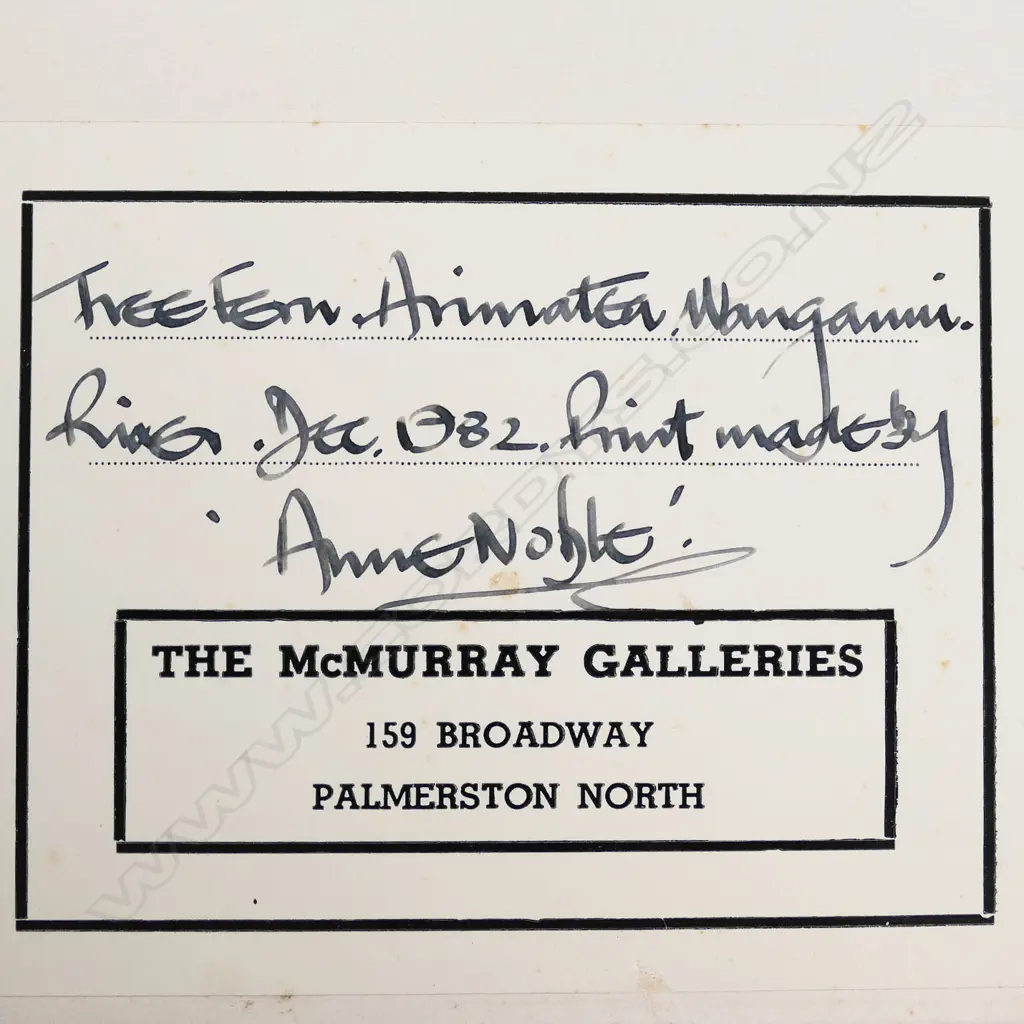 Tree Fern. Arimatea, Wanganui.
River. Dec. 1982. Print made by
'Anne Noble'.
THE McMURRAY GALLERIES
159 BROADWAY
PALMERSTON NORTH